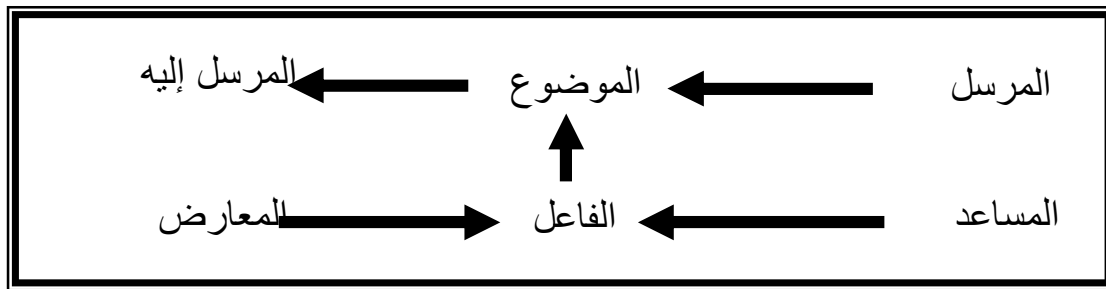 المرسل الموضوع المرسل إليه
المساعد الفاعل المعارض